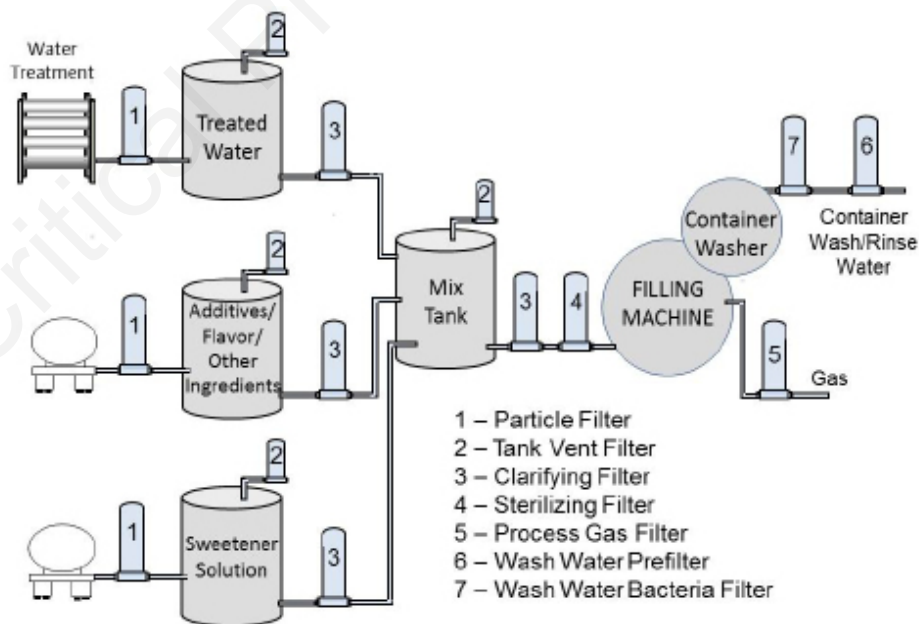 Water
Treatment
1
2
Treated
Water
3
1
2
Additives/
Flavor/
Other
Ingredients
3
1
2
Sweetener
Solution
3
2
Mix
Tank
3
4
FILLING
MACHINE
Container
Washer
7
6
Container
Wash/Rinse
Water
5
Gas
1 – Particle Filter
2 – Tank Vent Filter
3 – Clarifying Filter
4 – Sterilizing Filter
5 – Process Gas Filter
6 – Wash Water Prefilter
7 – Wash Water Bacteria Filter
Critical Pr